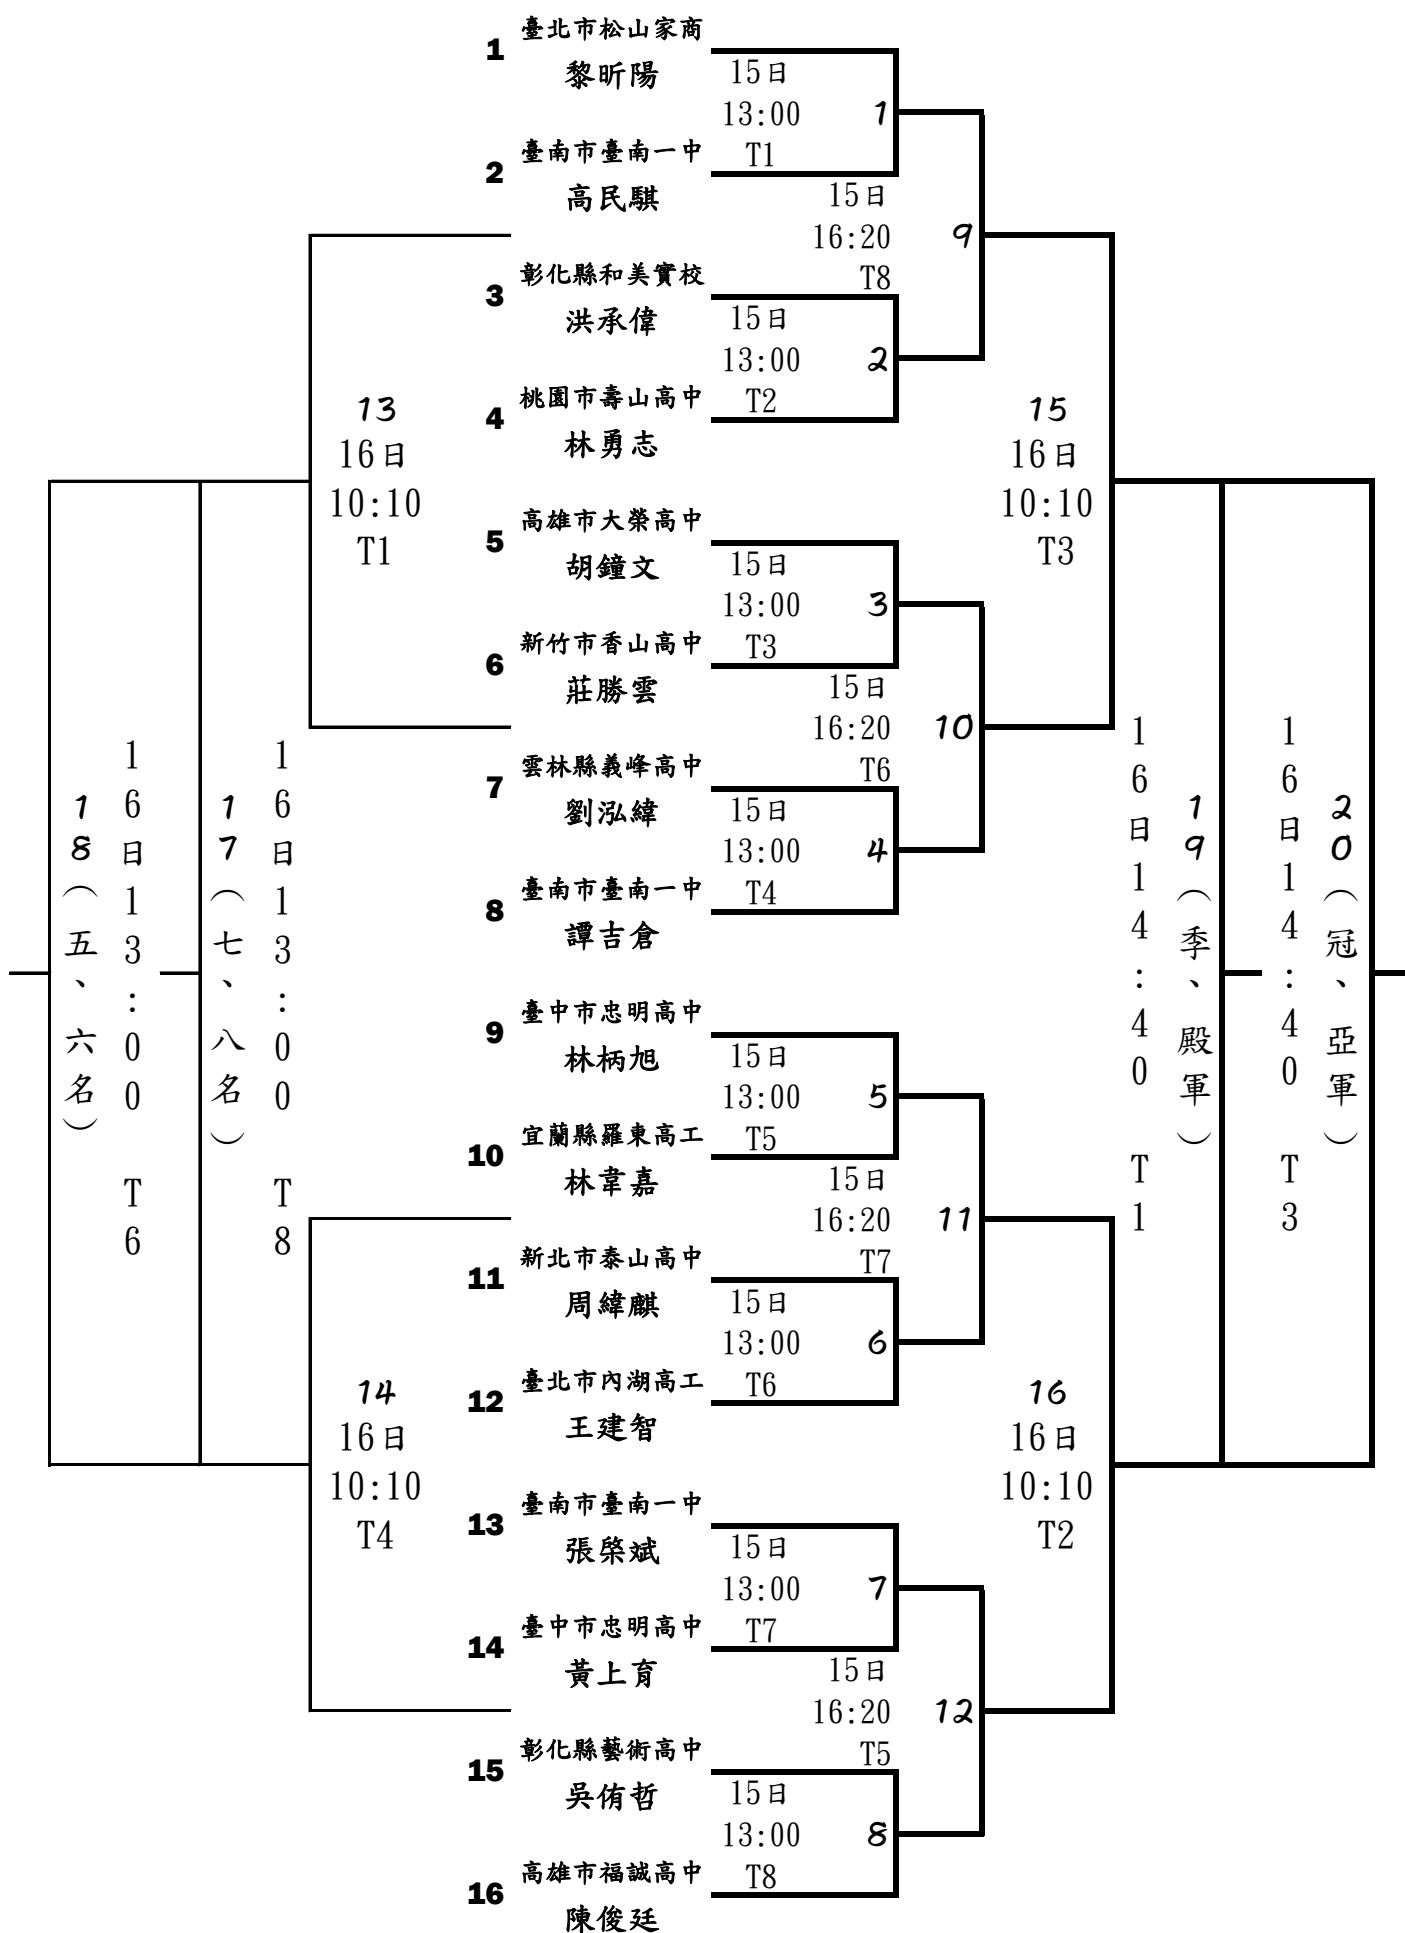 1 臺北市松山家商
黎昕陽
15日
13:00 1
T1
2 臺南市臺南一中
高民騏
15日
16:20 9
T8
3 彰化縣和美實校
洪承偉
15日
13:00 2
T2
4 桃園市壽山高中
林勇志
13
16日
10:10
T1
15
16日
10:10
T3
5 高雄市大榮高中
胡鐘文
15日
13:00 3
T3
6 新竹市香山高中
莊勝雲
15日
16:20 10
T6
7 雲林縣義峰高中
劉泓緯
15日
13:00 4
T4
8 臺南市臺南一中
譚吉倉
18（五、六名）
16日13:00 T6
17（七、八名）
16日13:00 T8
16日14:40 T1
19（季、殿軍）
16日14:40 T3
20（冠、亞軍）
9 臺中市忠明高中
林柄旭
15日
13:00 5
T5
10 宜蘭縣羅東高工
林韋嘉
15日
16:20 11
T7
11 新北市泰山高中
周緯麒
15日
13:00 6
T6
12 臺北市內湖高工
王建智
14
16日
10:10
T4
16
16日
10:10
T2
13 臺南市臺南一中
張棨斌
15日
13:00 7
T7
14 臺中市忠明高中
黃上育
15日
16:20 12
T5
15 彰化縣藝術高中
吳侑哲
15日
13:00 8
T8
16 高雄市福誠高中
陳俊廷